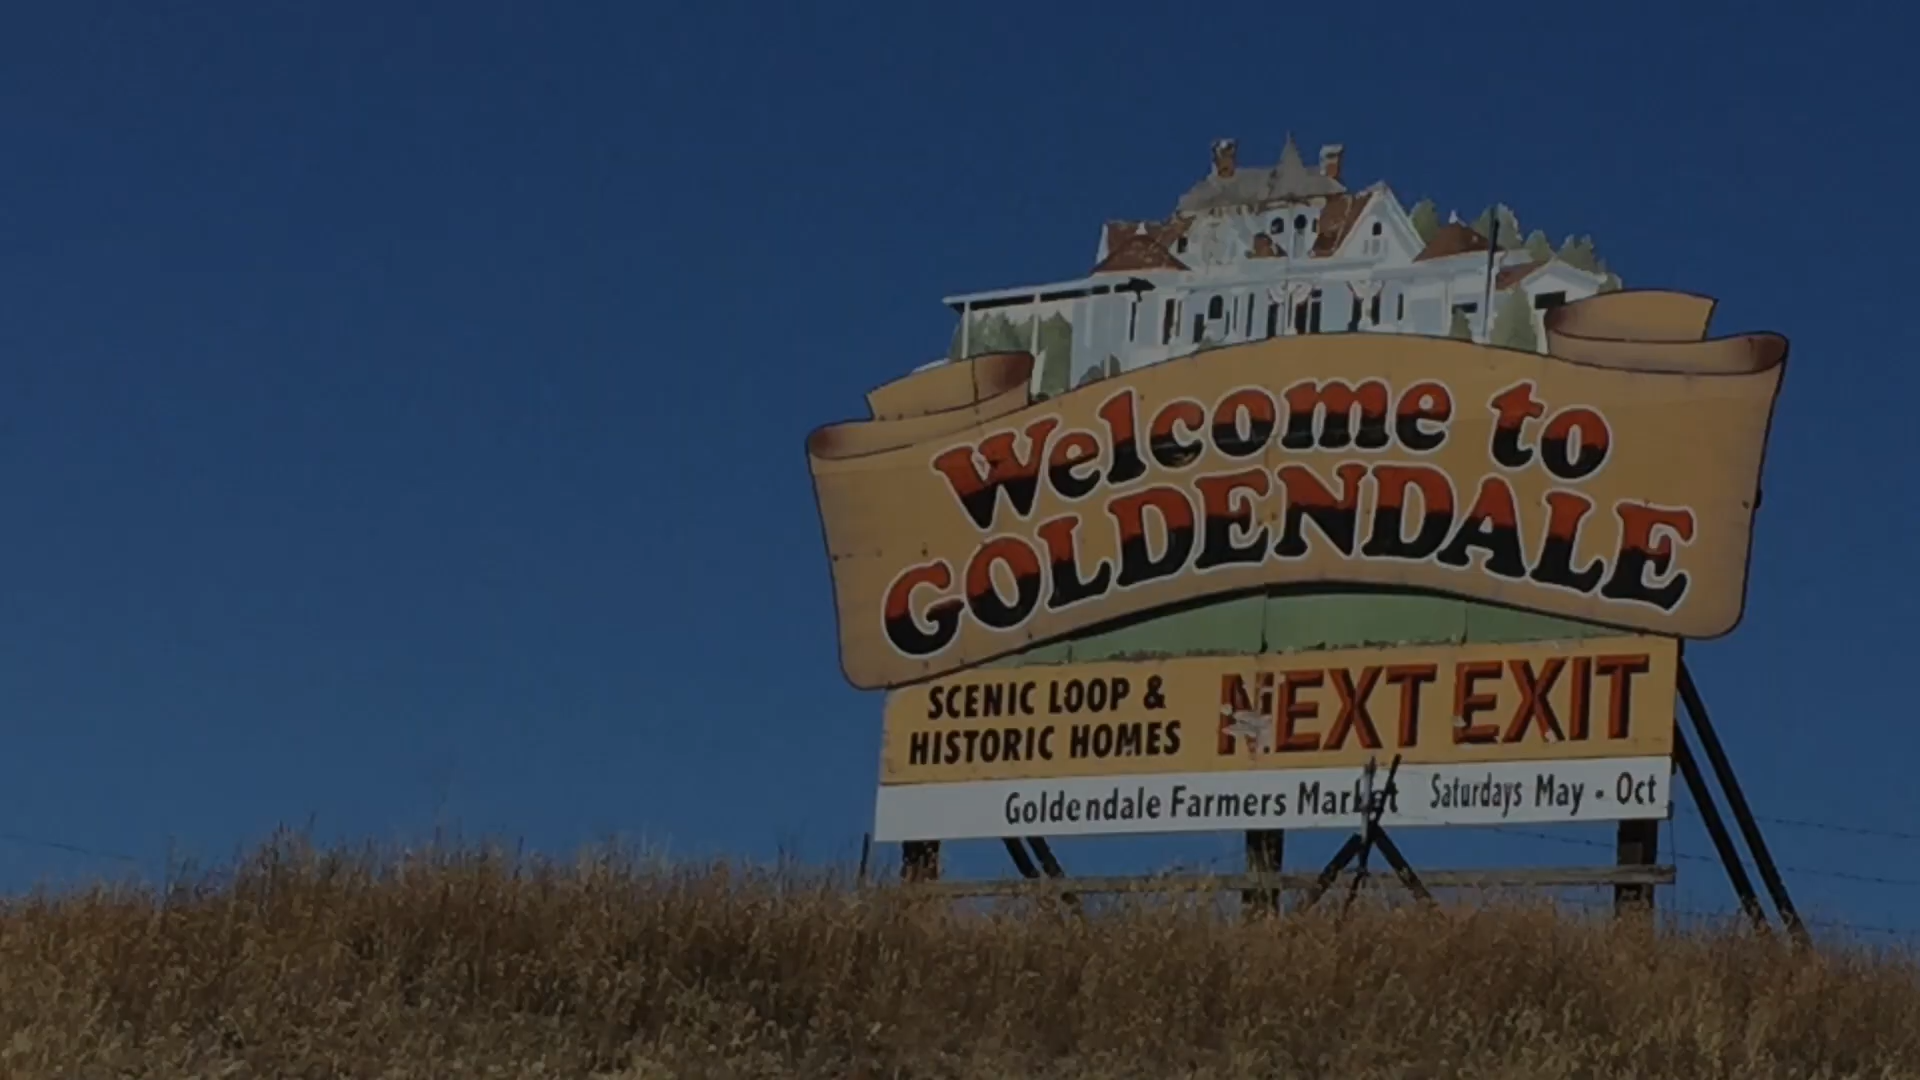 Welcome to
GOLDENDALE
SCENIC LOOP &
HISTORIC HOMES
NEXT EXIT
Goldendale Farmers Market Saturdays May - Oct